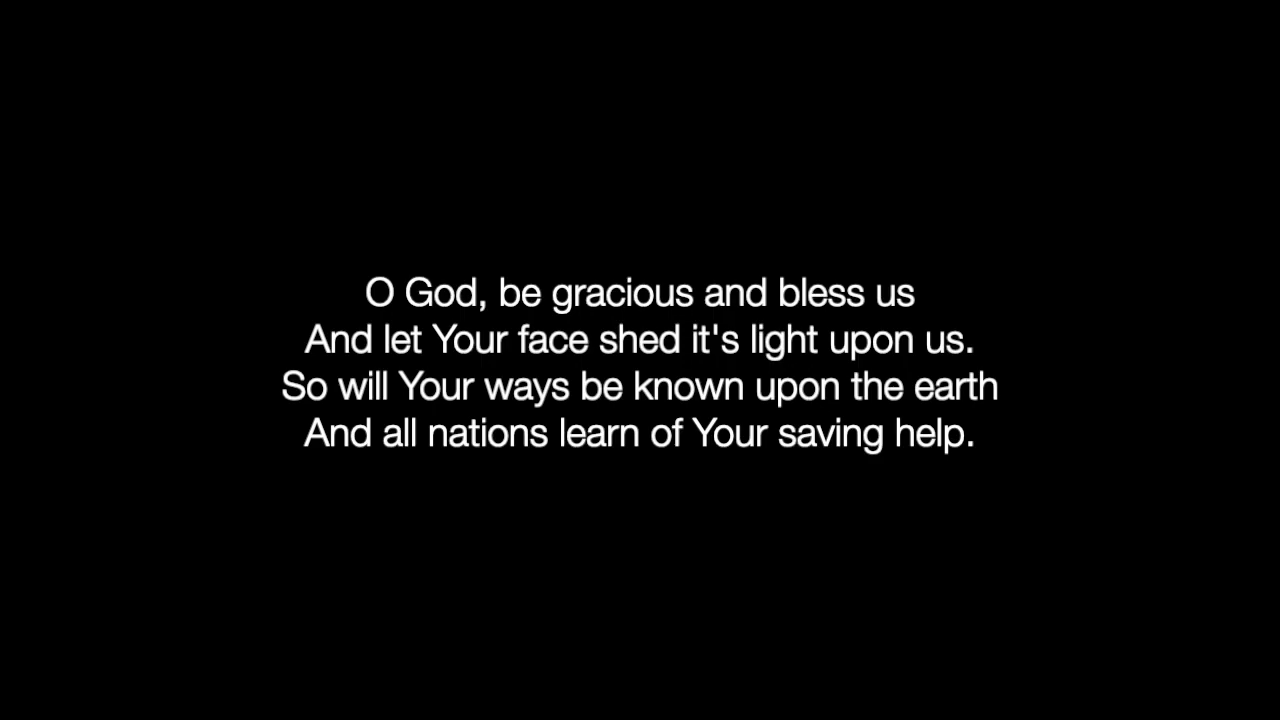 O God, be gracious and bless us
And let Your face shed it's light upon us.
So will Your ways be known upon the earth
And all nations learn of Your saving help.